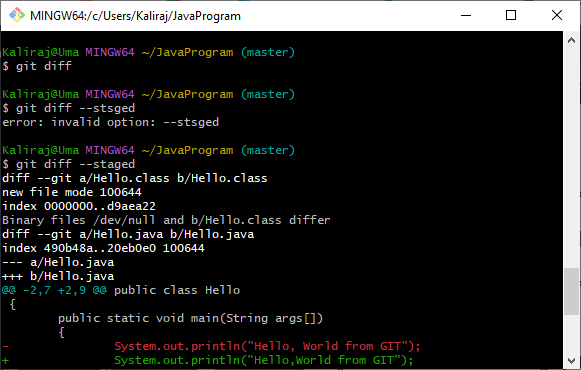 MINGW64:/c/Users/Kaliraj/JavaProgram
Kaliraj@Uma MINGW64 ~/JavaProgram (master)
$ git diff
Kaliraj@Uma MINGW64 ~/JavaProgram (master)
$ git diff --stsged
error: invalid option: --stsged
Kaliraj@Uma MINGW64 ~/JavaProgram (master)
$ git diff --staged
diff --git a/Hello.class b/Hello.class
new file mode 100644
index 0000000..d9aea22
Binary files /dev/null and b/Hello.class differ
diff --git a/Hello.java b/Hello.java
index 490b48a..20eb0e0 100644
--- a/Hello.java
+++ b/Hello.java
@@ -2,7 +2,9 @@ public class Hello
 {
        public static void main(String args[])
        {
-               System.out.println("Hello, World from GIT");
+               System.out.println("Hello,World from GIT");